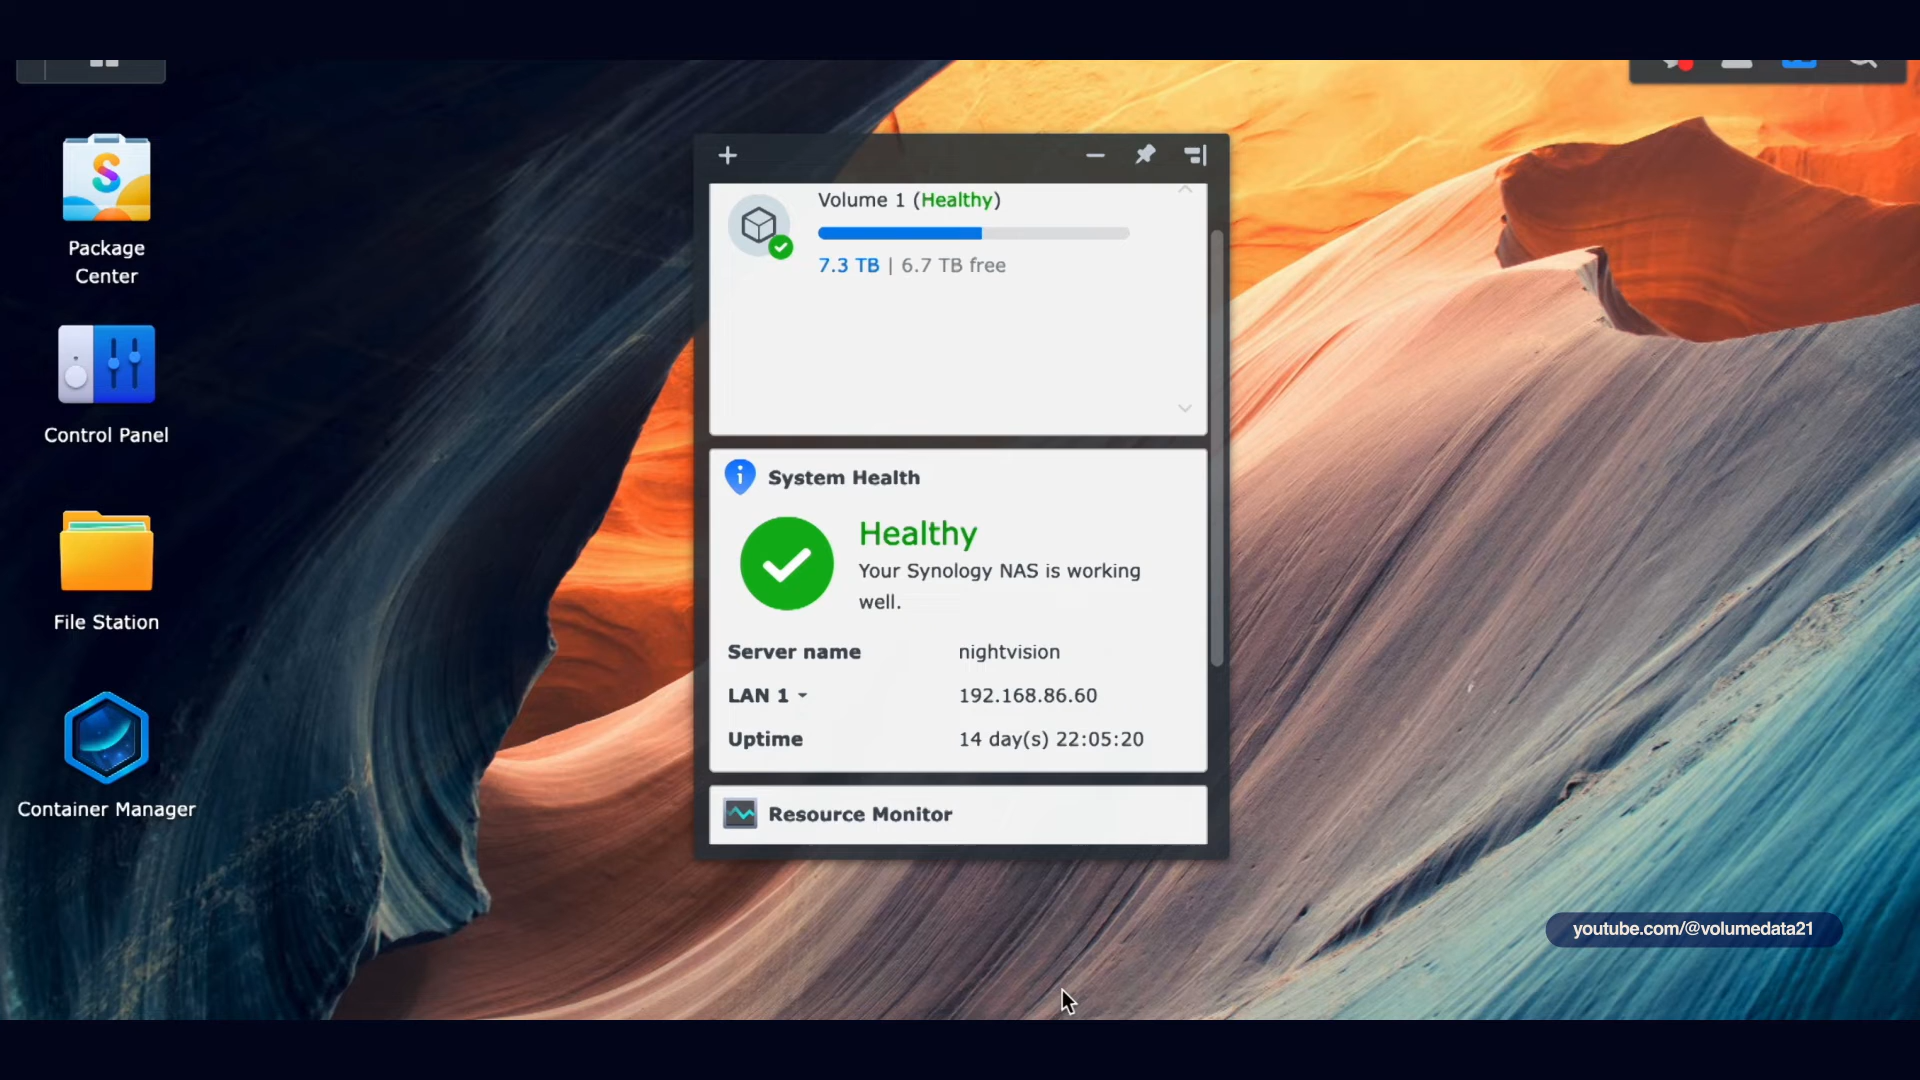 Package
Center
Control Panel
File Station
Container Manager
Volume 1 (Healthy)
7.3 TB | 6.7 TB free
System Health
Healthy
Your Synology NAS is working
well.
Server name nightvision
LAN 1 192.168.86.60
Uptime 14 day(s) 22:05:20
Resource Monitor
youtube.com/@volumedata21